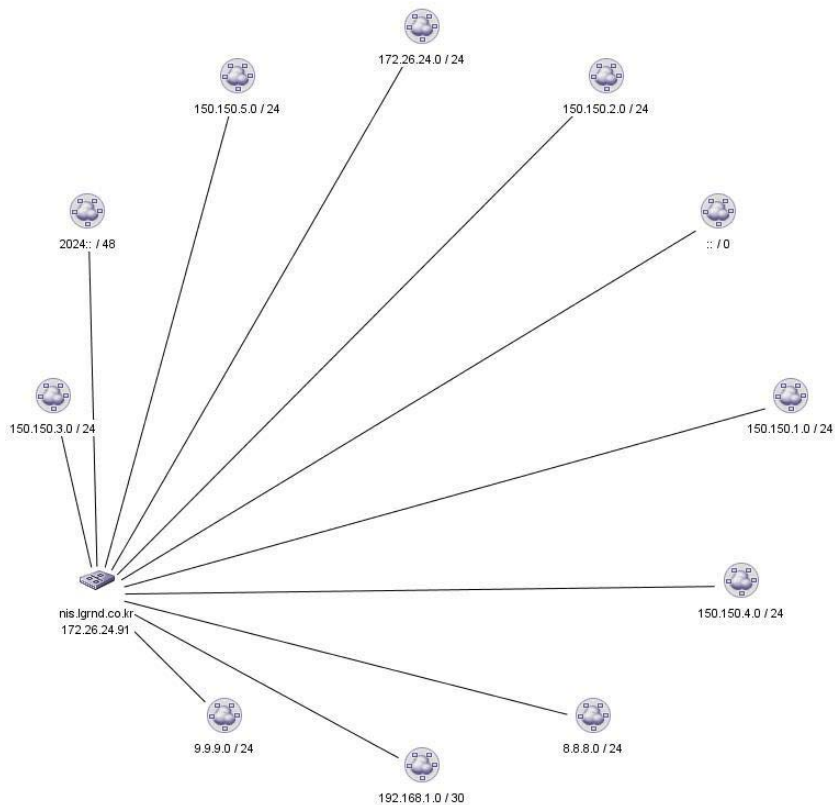 172.26.24.0 / 24
150.150.5.0 / 24
150.150.2.0 / 24
2024:: / 48
:: / 0
150.150.3.0 / 24
150.150.1.0 / 24
nis.lgrnd.co.kr
172.26.24.91
150.150.4.0 / 24
9.9.9.0 / 24
8.8.8.0 / 24
192.168.1.0 / 30